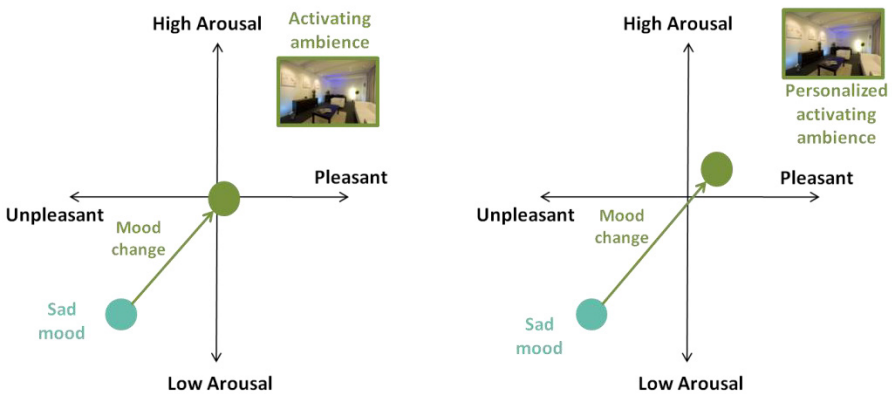 High Arousal
Activating
ambience
Pleasant
Unpleasant
Mood
change
Sad
mood
Low Arousal
High Arousal
Personalized
activating
ambience
Pleasant
Unpleasant
Mood
change
Sad
mood
Low Arousal